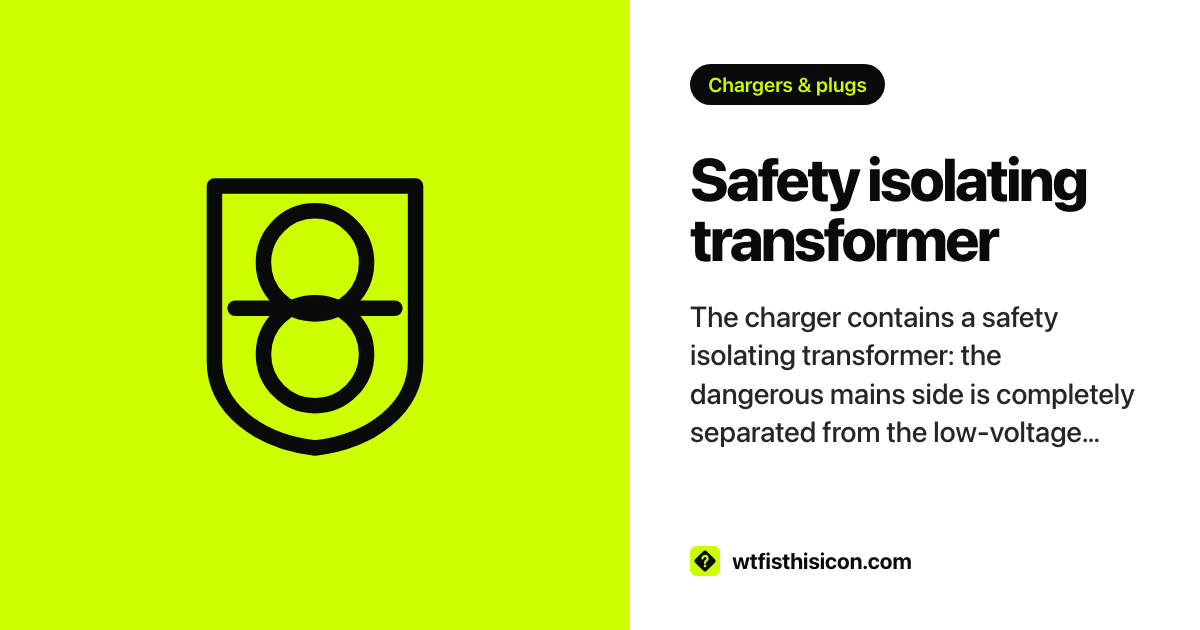 Chargers & plugs
Safety isolating
transformer
The charger contains a safety
isolating transformer: the
dangerous mains side is completely
separated from the low-voltage...
wtfisthisicon.com